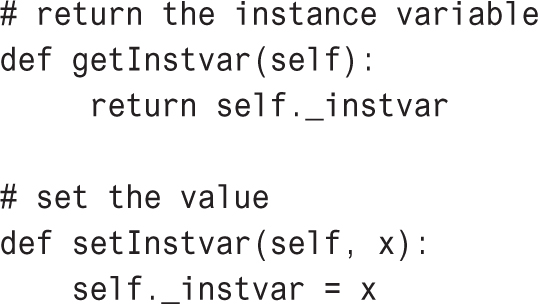 # return the instance variable
def getInstvar(self):
     return self._instvar

# set the value
def setInstvar(self, x):
    self._instvar = x